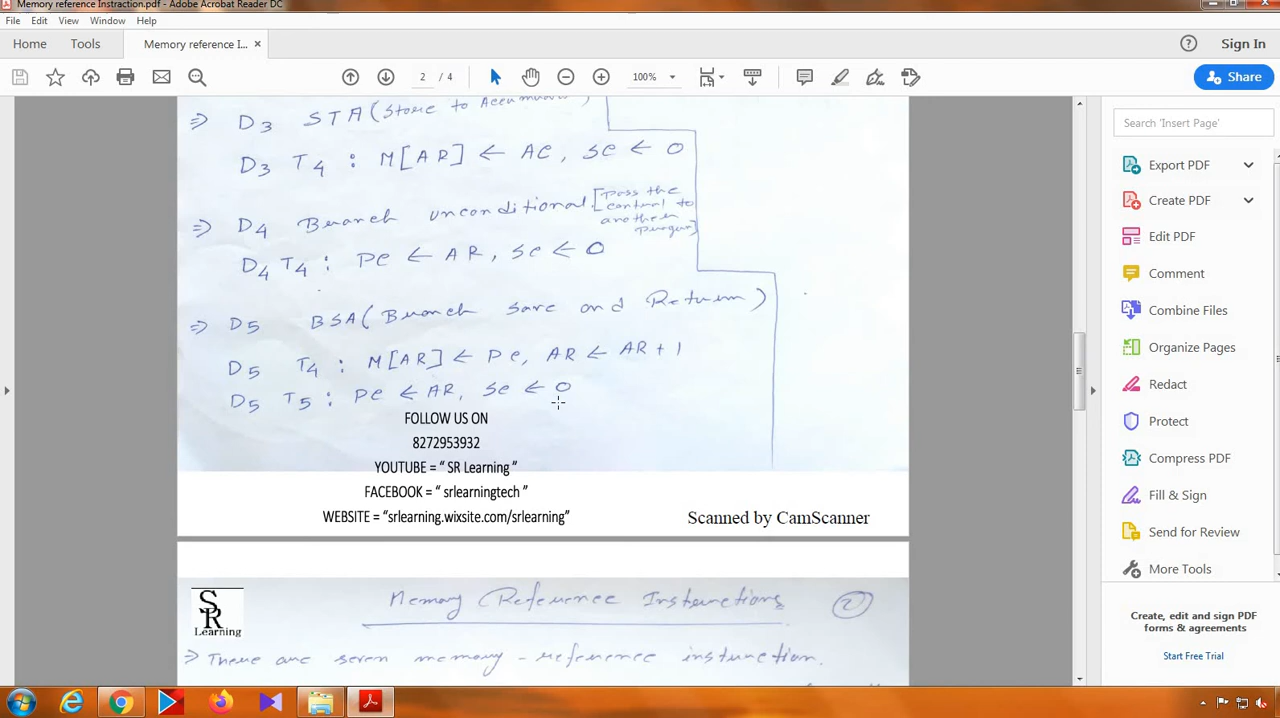 Memory reference Instraction.pdf - Adobe Acrobat Reader DC
File Edit View Window Help
Home Tools Memory reference I... × Sign In
2 / 4 100% Share
⇒ D3 STA (Store to Accumulator)
D3 T4 : M[AR] ← AC, SC ← 0
⇒ D4 Branch unconditional. [Pass the
control to
another
program]
D4 T4 : PC ← AR, SC ← 0
⇒ D5 BSA (Branch Save and Return)
D5 T4 : M[AR] ← PC, AR ← AR + 1
D5 T5 : PC ← AR, SC ← 0
FOLLOW US ON
8272953932
YOUTUBE = “ SR Learning ”
FACEBOOK = “ srlearningtech ”
WEBSITE = “srlearning.wixsite.com/srlearning”
Scanned by CamScanner
SR
Learning
Memory Reference Instructions
2
⇒ There are seven memory - reference instruction.
Search 'Insert Page'
Export PDF
Create PDF
Edit PDF
Comment
Combine Files
Organize Pages
Redact
Protect
Compress PDF
Fill & Sign
Send for Review
More Tools
Create, edit and sign PDF
forms & agreements
Start Free Trial